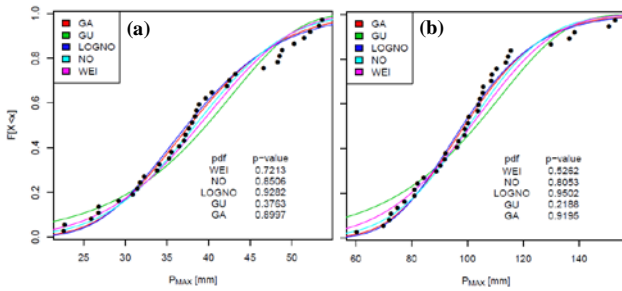 GA
GU
LOGNO
NO
WEI
(a)
F[X<x]
0.0
0.2
0.4
0.6
0.8
1.0
pdf p-value
WEI 0.7213
NO 0.8506
LOGNO 0.9282
GU 0.3763
GA 0.8997
25 30 35 40 45 50
PMAX [mm]
GA
GU
LOGNO
NO
WEI
(b)
pdf p-value
WEI 0.5262
NO 0.8053
LOGNO 0.9502
GU 0.2188
GA 0.9195
60 80 100 120 140
PMAX [mm]